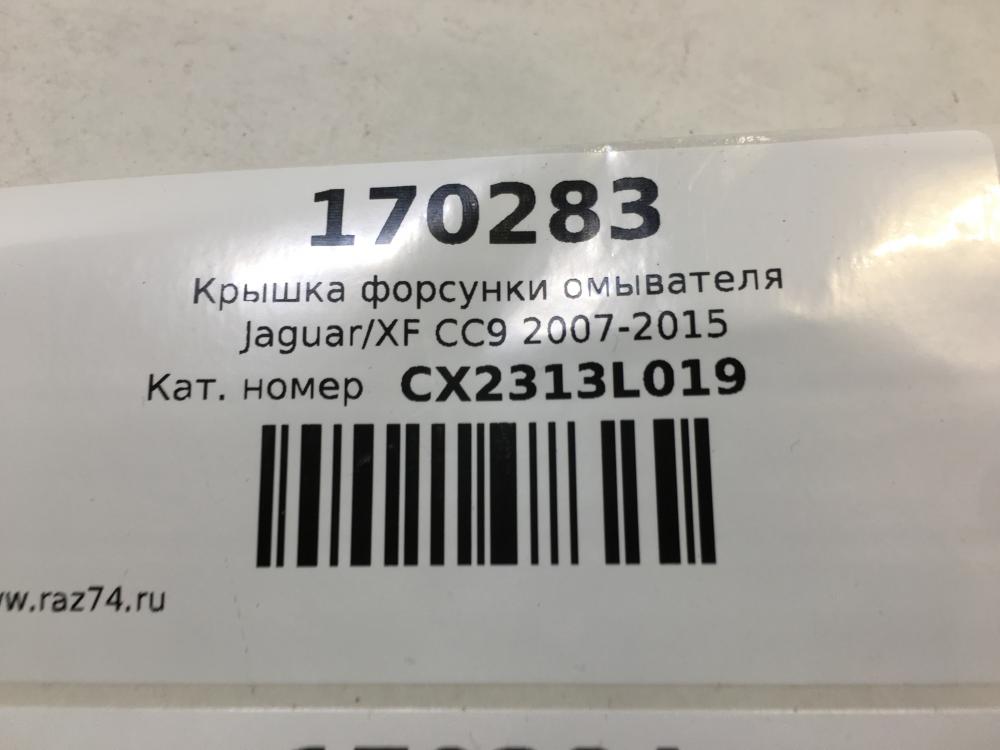 170283
Крышка форсунки омывателя
Jaguar/XF CC9 2007-2015
Кат. номер CX2313L019
w.raz74.ru